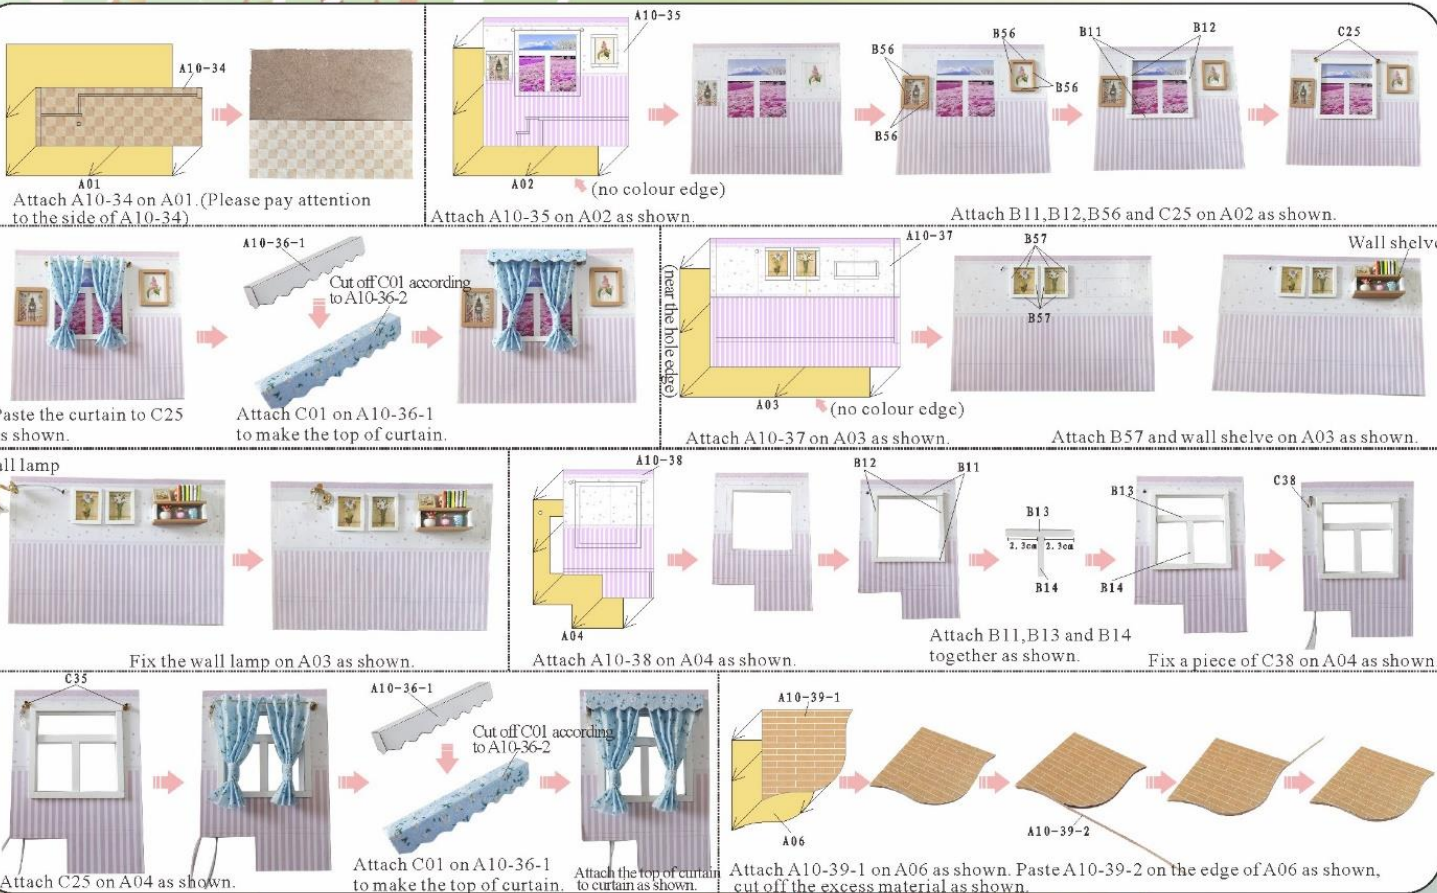 A10-34
A01
Attach A10-34 on A01.(Please pay attention
to the side of A10-34)
A10-35
A02
(no colour edge)
Attach A10-35 on A02 as shown.
B56
B56
B56
B56
B11
B12
C25
Attach B11,B12,B56 and C25 on A02 as shown.
Paste the curtain to C25
as shown.
A10-36-1
Cut off C01 according
to A10-36-2
Attach C01 on A10-36-1
to make the top of curtain.
A10-37
(near the hole edge)
A03
(no colour edge)
Attach A10-37 on A03 as shown.
B57
B57
Wall shelve
Attach B57 and wall shelve on A03 as shown.
all lamp
Fix the wall lamp on A03 as shown.
A10-38
A04
Attach A10-38 on A04 as shown.
B12
B11
B13
2.3cm 2.3cm
B14
Attach B11,B13 and B14
together as shown.
B13
B14
C38
Fix a piece of C38 on A04 as shown
C35
Attach C25 on A04 as shown.
A10-36-1
Cut off C01 according
to A10-36-2
Attach C01 on A10-36-1
to make the top of curtain.
Attach the top of curtain
to curtain as shown.
A10-39-1
A06
A10-39-2
Attach A10-39-1 on A06 as shown. Paste A10-39-2 on the edge of A06 as shown,
cut off the excess material as shown.